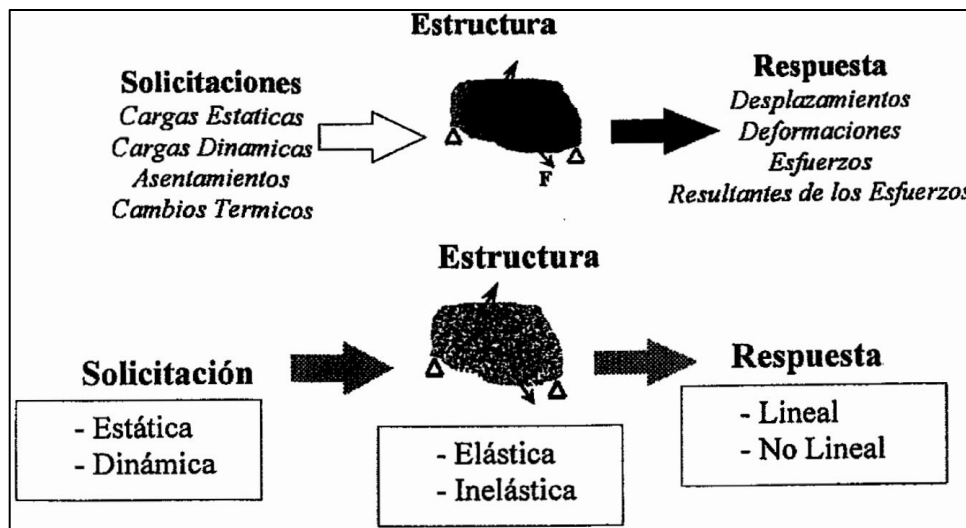 Estructura
Solicitaciones
Cargas Estaticas
Cargas Dinamicas
Asentamientos
Cambios Termicos
F
Respuesta
Desplazamientos
Deformaciones
Esfuerzos
Resultantes de los Esfuerzos
Estructura
Solicitación
- Estática
- Dinámica
- Elástica
- Inelástica
Respuesta
- Lineal
- No Lineal